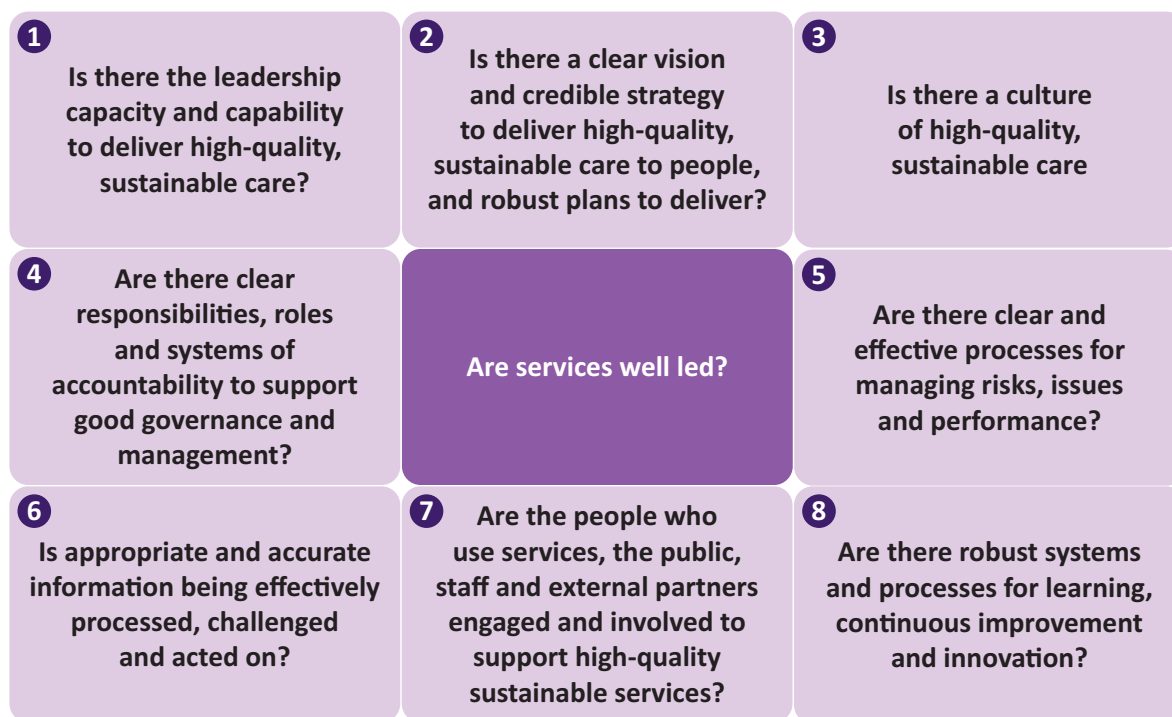 1
Is there the leadership
capacity and capability
to deliver high-quality,
sustainable care?
2
Is there a clear vision
and credible strategy
to deliver high-quality,
sustainable care to people,
and robust plans to deliver?
3
Is there a culture
of high-quality,
sustainable care
4
Are there clear
responsibilities, roles
and systems of
accountability to support
good governance and
management?
Are services well led?
5
Are there clear and
effective processes for
managing risks, issues
and performance?
6
Is appropriate and accurate
information being effectively
processed, challenged
and acted on?
7
Are the people who
use services, the public,
staff and external partners
engaged and involved to
support high-quality
sustainable services?
8
Are there robust systems
and processes for learning,
continuous improvement
and innovation?